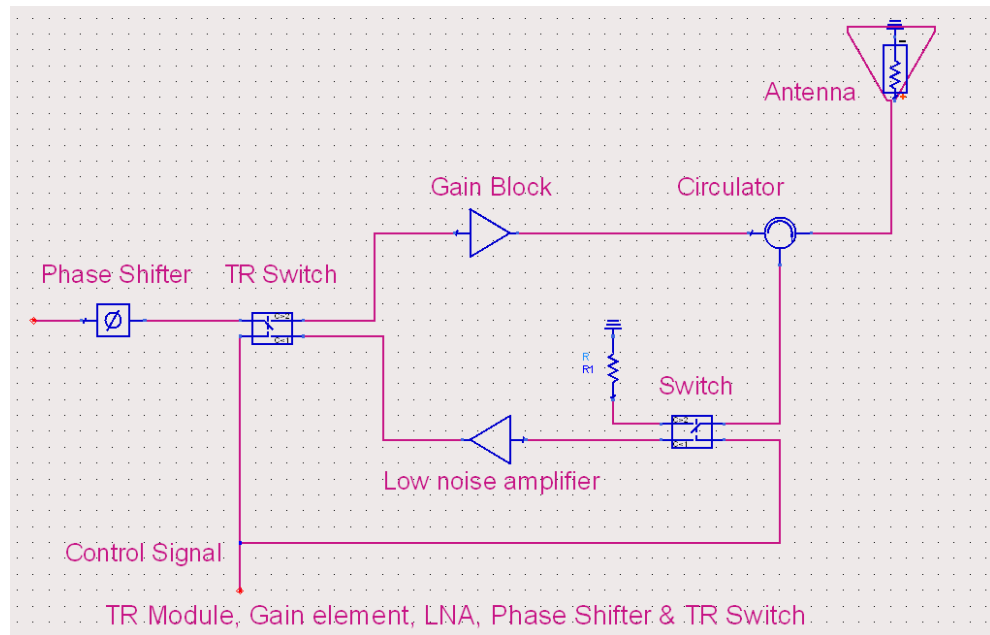 Antenna
Gain Block
Circulator
Phase Shifter
TR Switch
R
R1
Switch
Low noise amplifier
Control Signal
TR Module, Gain element, LNA, Phase Shifter & TR Switch